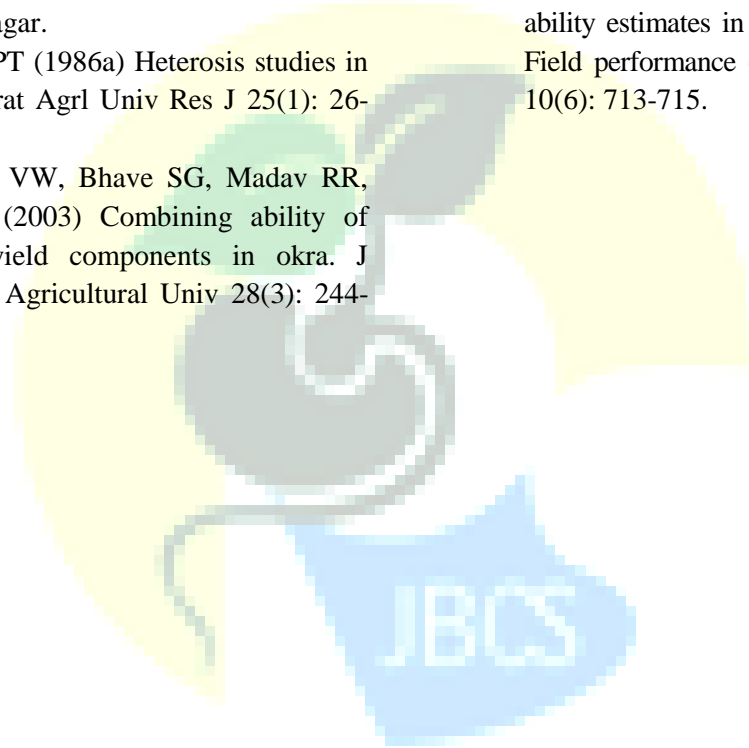 agar.
PT (1986a) Heterosis studies in
rat Agrl Univ Res J 25(1): 26-
VW, Bhave SG, Madav RR,
(2003) Combining ability of
yield components in okra. J
Agricultural Univ 28(3): 244-
ability estimates in
Field performance
10(6): 713-715.
JBCS